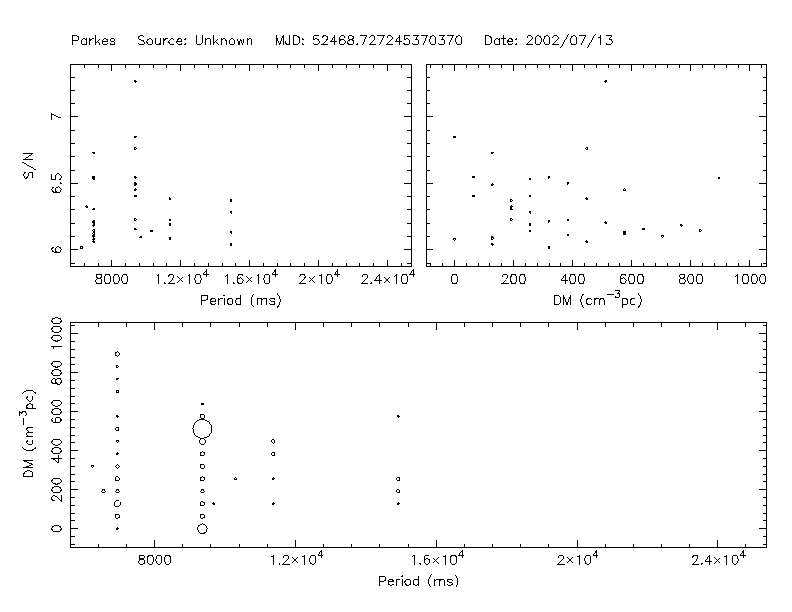 Parkes Source: Unknown MJD: 52468.727245370370 Date: 2002/07/13
S/N
7
6.5
6
8000 1.2×10⁴ 1.6×10⁴ 2×10⁴ 2.4×10⁴
Period (ms)
0 200 400 600 800 1000
DM (cm⁻³pc)
DM (cm⁻³pc)
1000
800
600
400
200
0
8000 1.2×10⁴ 1.6×10⁴ 2×10⁴ 2.4×10⁴
Period (ms)